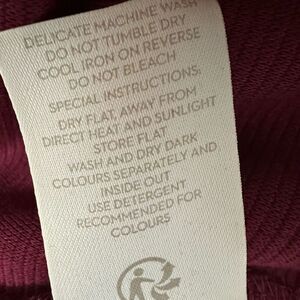 DELICATE MACHINE WASH
DO NOT TUMBLE DRY
COOL IRON ON REVERSE
DO NOT BLEACH
SPECIAL INSTRUCTIONS:
DRY FLAT, AWAY FROM
DIRECT HEAT AND SUNLIGHT
STORE FLAT
WASH AND DRY DARK
COLOURS SEPARATELY AND
INSIDE OUT
USE DETERGENT
RECOMMENDED FOR
COLOURS